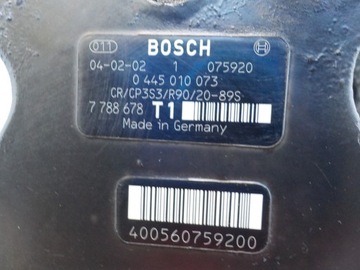 BOSCH
04-02-02 1 075920
0 445 010 073
CR/CP3S3/R90/20-89S
7 788 678 T1
Made in Germany
400560759200